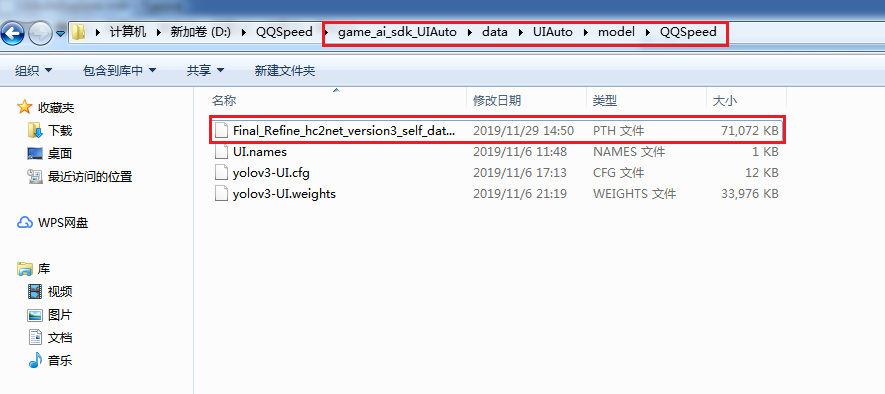 计算机 新加卷 (D:) QQSpeed game_ai_sdk_UIAuto data UIAuto model QQSpeed
组织 包含到库中 共享 新建文件夹
收藏夹
下载
桌面
最近访问的位置
WPS网盘
库
视频
图片
文档
音乐
名称 修改日期 类型 大小
Final_Refine_hc2net_version3_self_dat... 2019/11/29 14:50 PTH 文件 71,072 KB
UI.names 2019/11/6 11:48 NAMES 文件 1 KB
yolov3-UI.cfg 2019/11/6 17:13 CFG 文件 12 KB
yolov3-UI.weights 2019/11/6 21:19 WEIGHTS 文件 33,976 KB